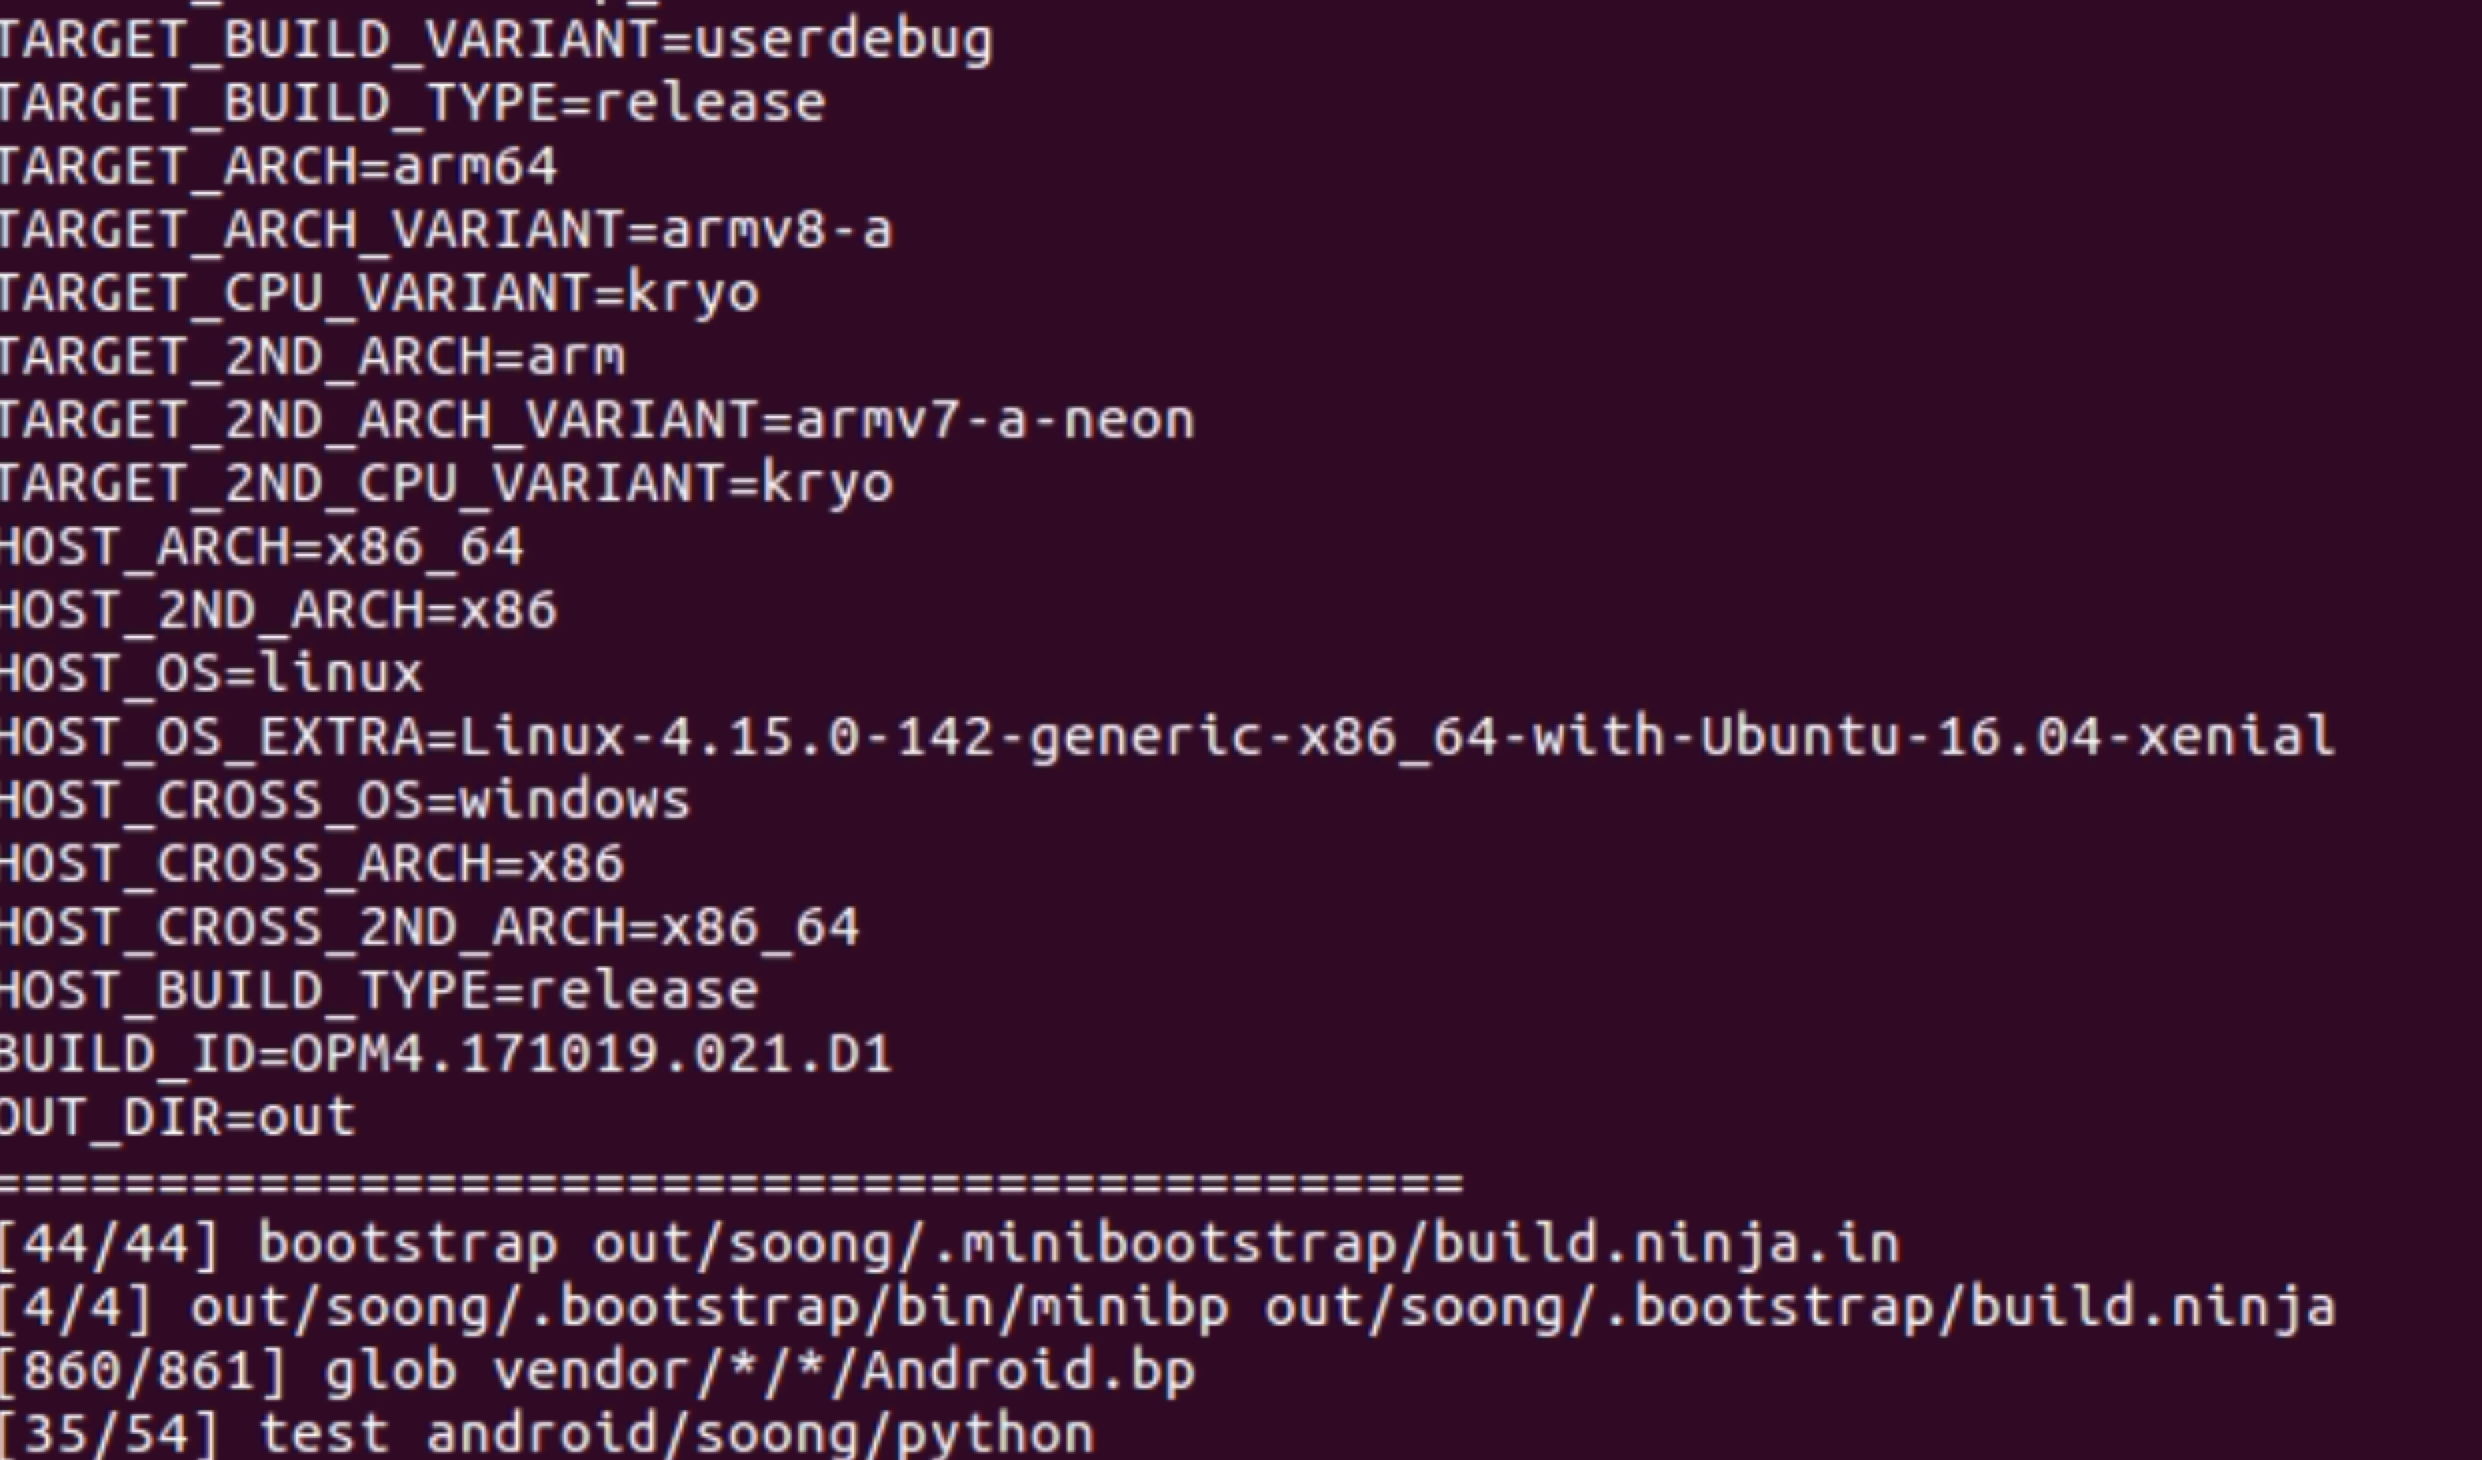 TARGET_BUILD_VARIANT=userdebug
TARGET_BUILD_TYPE=release
TARGET_ARCH=arm64
TARGET_ARCH_VARIANT=armv8-a
TARGET_CPU_VARIANT=kryo
TARGET_2ND_ARCH=arm
TARGET_2ND_ARCH_VARIANT=armv7-a-neon
TARGET_2ND_CPU_VARIANT=kryo
HOST_ARCH=x86_64
HOST_2ND_ARCH=x86
HOST_OS=linux
HOST_OS_EXTRA=Linux-4.15.0-142-generic-x86_64-with-Ubuntu-16.04-xenial
HOST_CROSS_OS=windows
HOST_CROSS_ARCH=x86
HOST_CROSS_2ND_ARCH=x86_64
HOST_BUILD_TYPE=release
BUILD_ID=OPM4.171019.021.D1
OUT_DIR=out
============================================
[44/44] bootstrap out/soong/.minibootstrap/build.ninja.in
[4/4] out/soong/.bootstrap/bin/minibp out/soong/.bootstrap/build.ninja
[860/861] glob vendor/*/*/Android.bp
[35/54] test android/soong/python